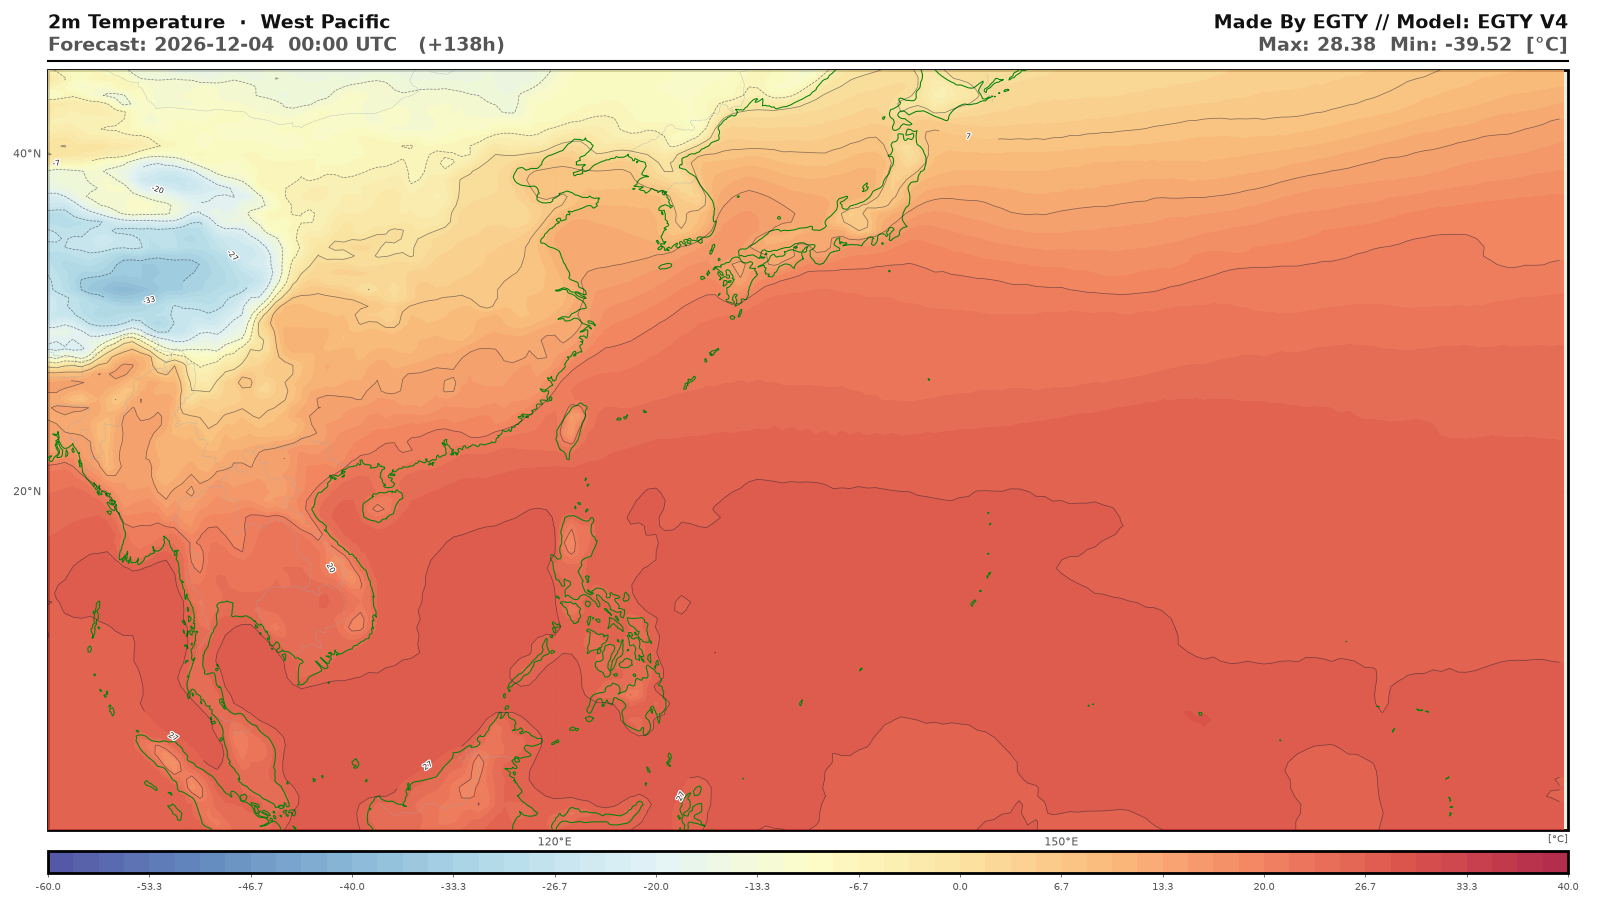 2m Temperature · West Pacific
Made By EGTY // Model: EGTY V4
Forecast: 2026-12-04 00:00 UTC (+138h)
Max: 28.38 Min: -39.52 [°C]
7
40°N
-7
-20
-27
-33
20°N
20
27
27
27
120°E
150°E
[°C]
-60.0
-53.3
-46.7
-40.0
-33.3
-26.7
-20.0
-13.3
-6.7
0.0
6.7
13.3
20.0
26.7
33.3
40.0